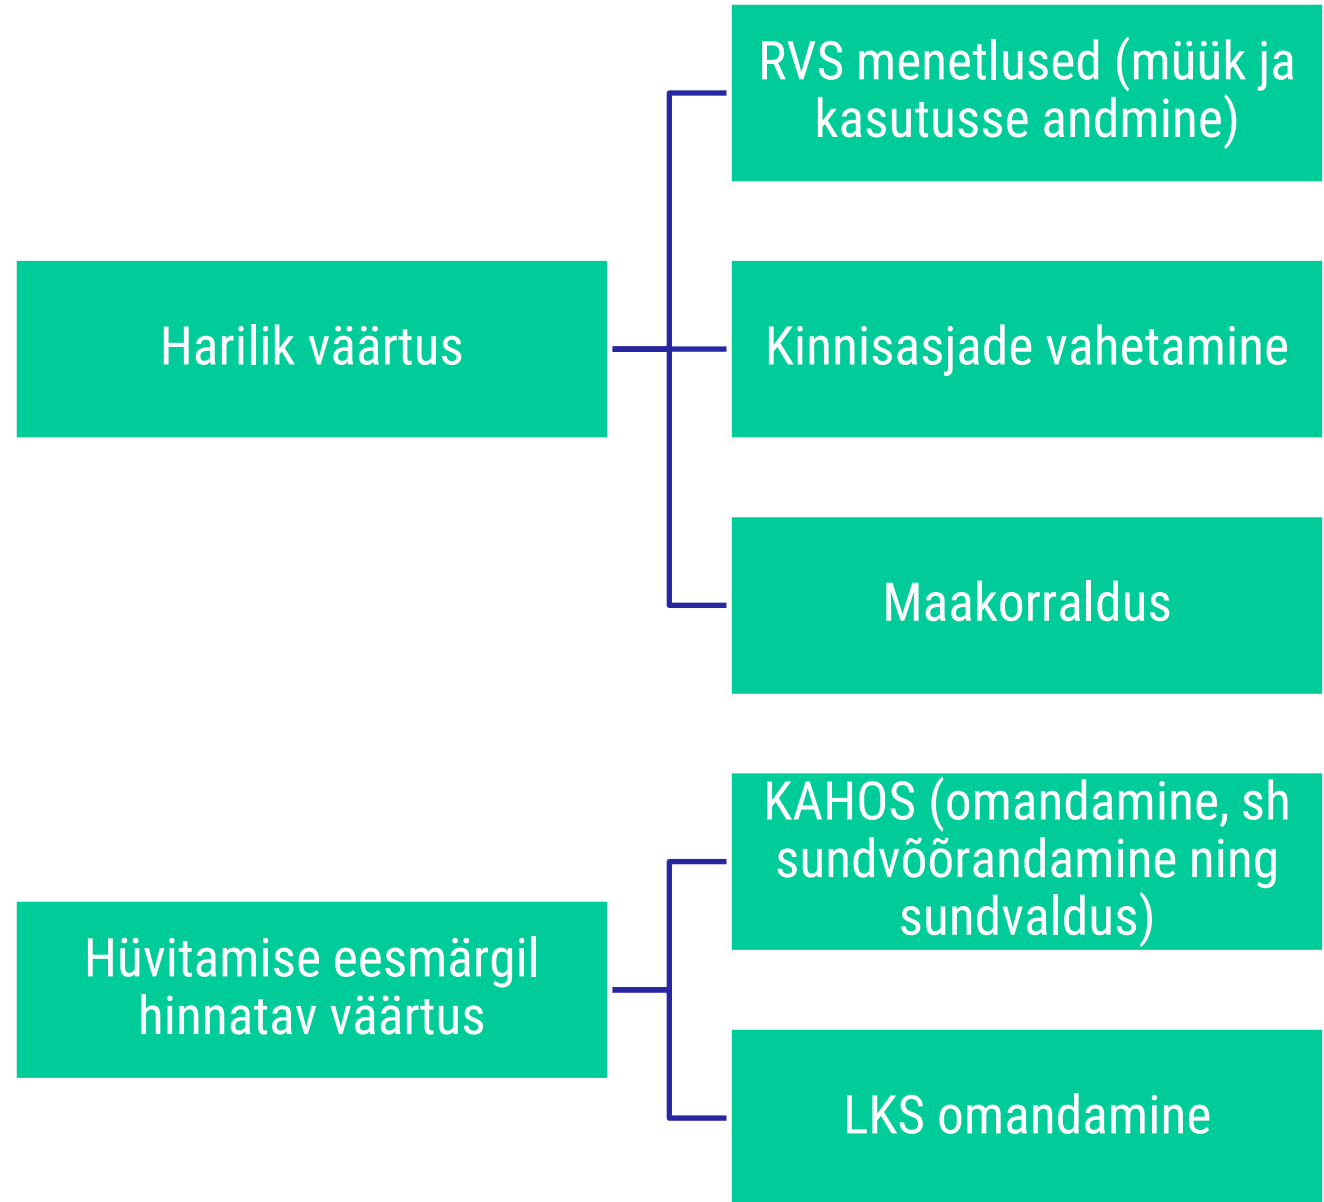 Harilik väärtus
RVS menetlused (müük ja
kasutusse andmine)
Kinnisasjade vahetamine
Maakorraldus
Hüvitamise eesmärgil
hinnatav väärtus
KAHOS (omandamine, sh
sundvõõrandamine ning
sundvaldus)
LKS omandamine